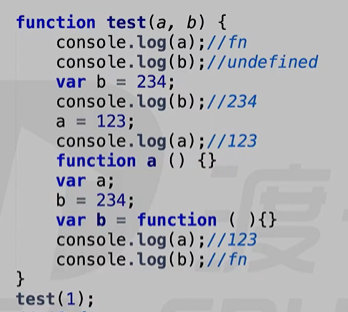 function test(a, b) {
    console.log(a);//fn
    console.log(b);//undefined
    var b = 234;
    console.log(b);//234
    a = 123;
    console.log(a);//123
    function a () {}
    var a;
    b = 234;
    var b = function ( ){}
    console.log(a);//123
    console.log(b);//fn
}
test(1);